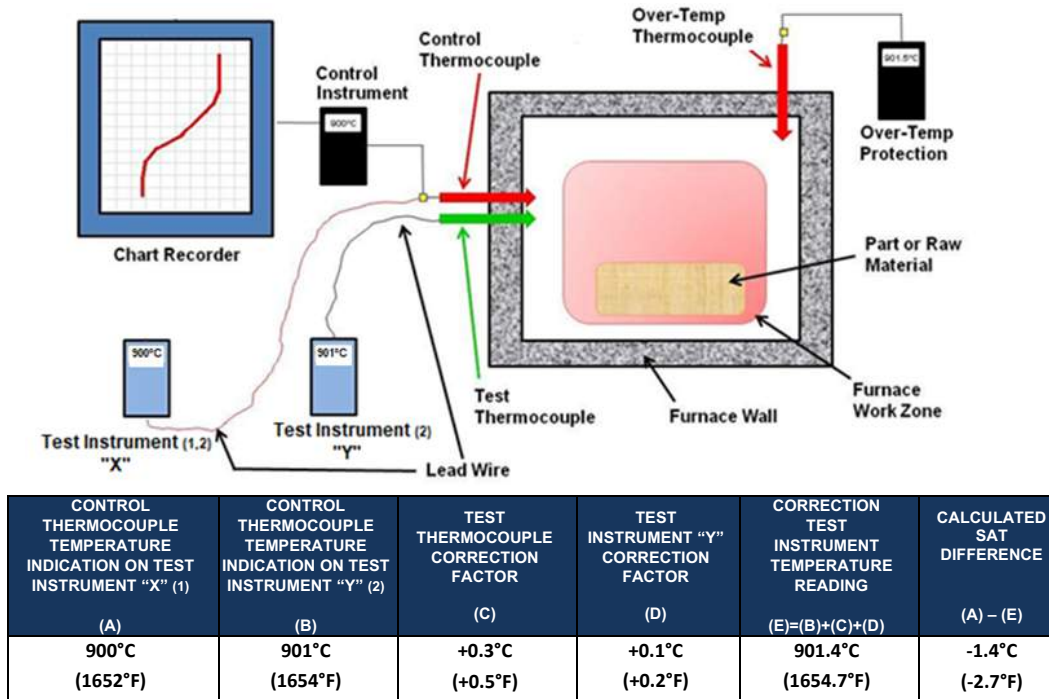 Over-Temp
Thermocouple
Control
Thermocouple
Control
Instrument
900°C
901.5°C
Over-Temp
Protection
Chart Recorder
Part or Raw
Material
900°C
901°C
Test
Thermocouple
Furnace Wall
Furnace
Work Zone
Test Instrument (1,2)
"X"
Test Instrument (2)
"Y"
Lead Wire
CONTROL
THERMOCOUPLE
TEMPERATURE
INDICATION ON TEST
INSTRUMENT “X” (1)
(A)
CONTROL
THERMOCOUPLE
TEMPERATURE
INDICATION ON TEST
INSTRUMENT “Y” (2)
(B)
TEST
THERMOCOUPLE
CORRECTION
FACTOR
(C)
TEST
INSTRUMENT “Y”
CORRECTION
FACTOR
(D)
CORRECTION
TEST
INSTRUMENT
TEMPERATURE
READING
(E)=(B)+(C)+(D)
CALCULATED
SAT
DIFFERENCE
(A) – (E)
900°C
(1652°F)
901°C
(1654°F)
+0.3°C
(+0.5°F)
+0.1°C
(+0.2°F)
901.4°C
(1654.7°F)
-1.4°C
(-2.7°F)